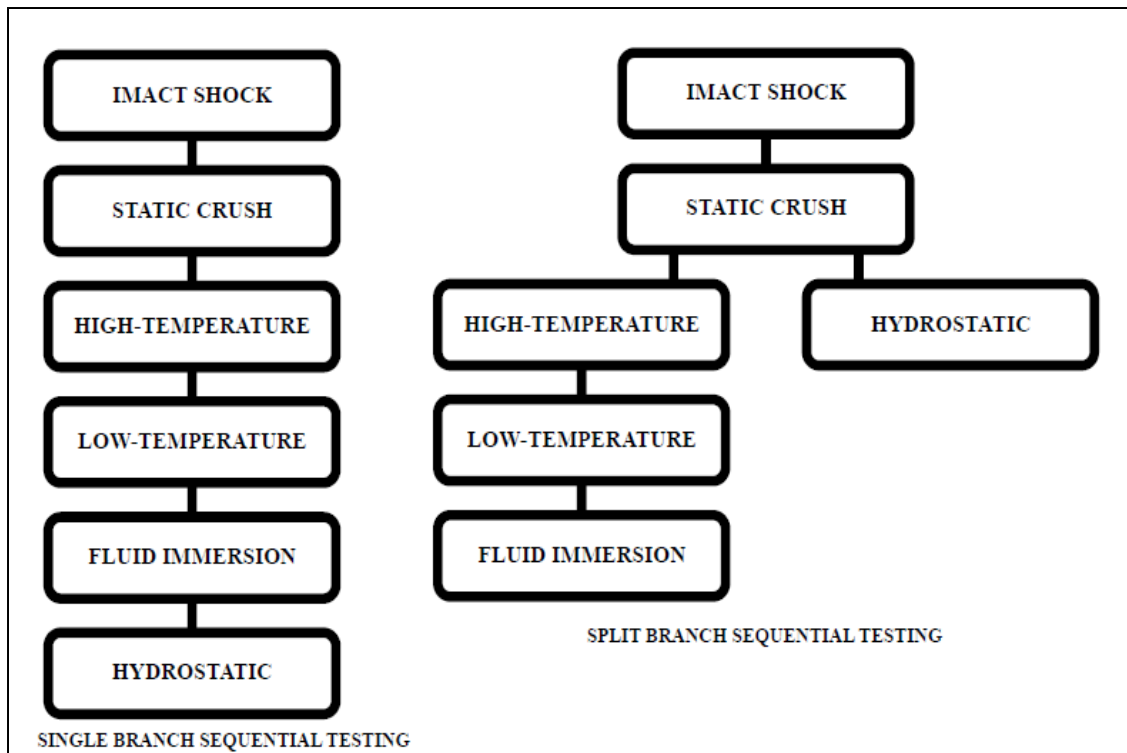 IMACT SHOCK
STATIC CRUSH
HIGH-TEMPERATURE
LOW-TEMPERATURE
FLUID IMMERSION
HYDROSTATIC
SINGLE BRANCH SEQUENTIAL TESTING
IMACT SHOCK
STATIC CRUSH
HIGH-TEMPERATURE
HYDROSTATIC
LOW-TEMPERATURE
FLUID IMMERSION
SPLIT BRANCH SEQUENTIAL TESTING